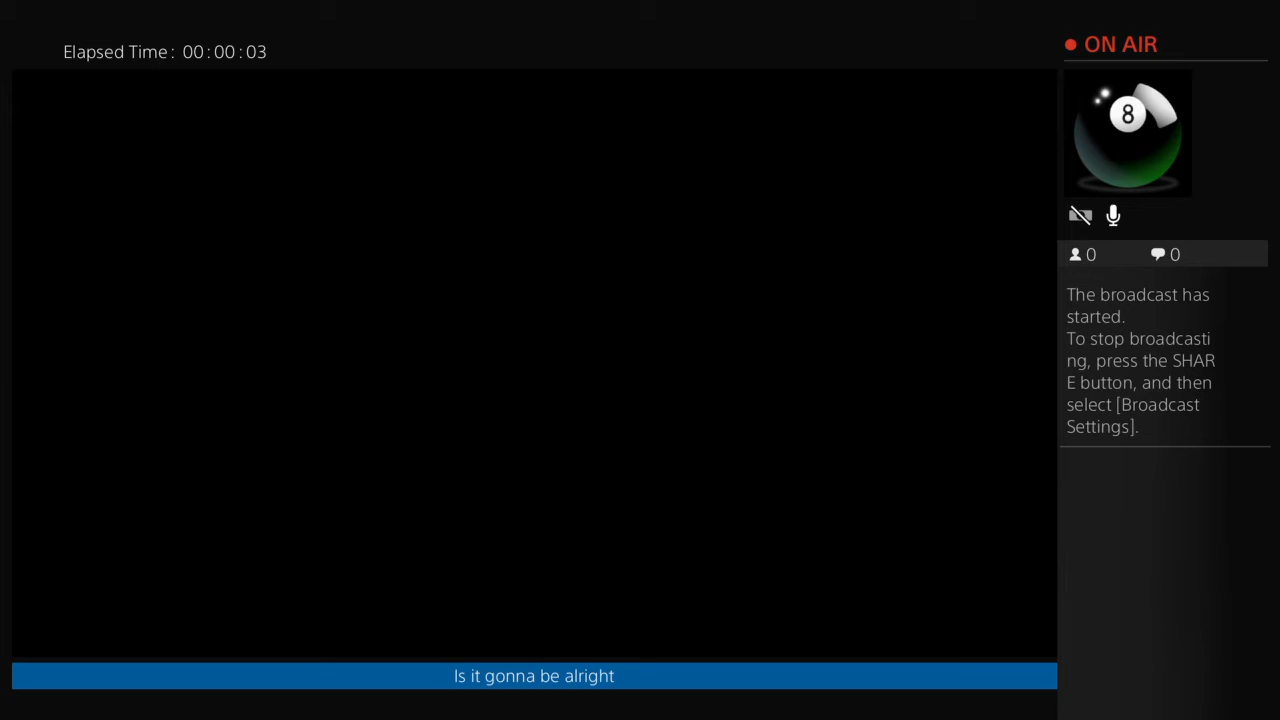 Elapsed Time: 00:00:03
ON AIR
8
0 0
The broadcast has
started.
To stop broadcasti
ng, press the SHAR
E button, and then
select [Broadcast
Settings].
Is it gonna be alright